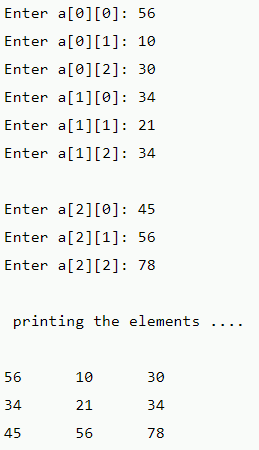 Enter a[0][0]: 56
Enter a[0][1]: 10
Enter a[0][2]: 30
Enter a[1][0]: 34
Enter a[1][1]: 21
Enter a[1][2]: 34
Enter a[2][0]: 45
Enter a[2][1]: 56
Enter a[2][2]: 78
printing the elements ....
56 10 30
34 21 34
45 56 78